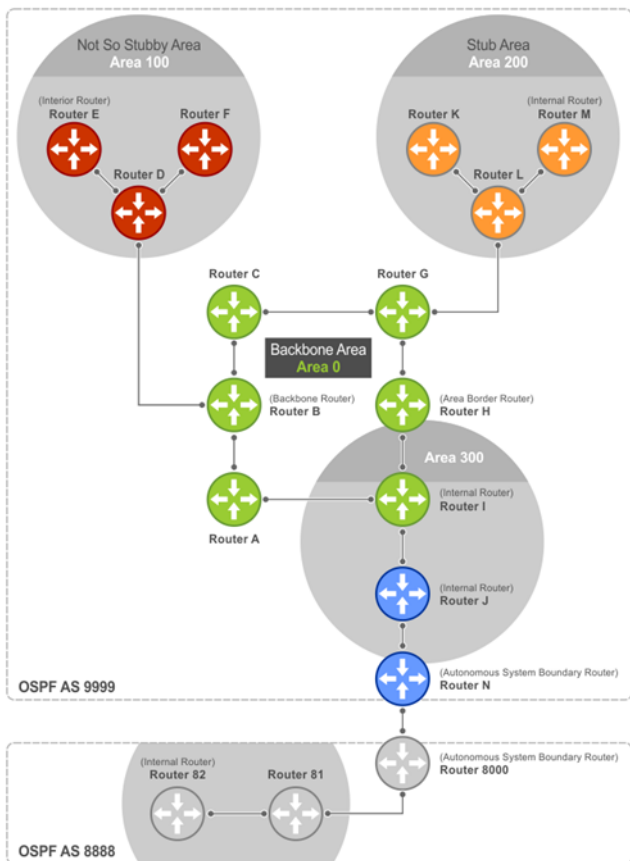 Not So Stubby Area
Area 100
(Interior Router)
Router E
Router F
Router D
Stub Area
Area 200
Router K
(Internal Router)
Router M
Router L
Router C
Router G
Backbone Area
Area 0
(Backbone Router)
Router B
(Area Border Router)
Router H
Area 300
Router A
(Internal Router)
Router I
(Internal Router)
Router J
(Autonomous System Boundary Router)
Router N
OSPF AS 9999
(Autonomous System Boundary Router)
Router 8000
(Internal Router)
Router 82
Router 81
OSPF AS 8888